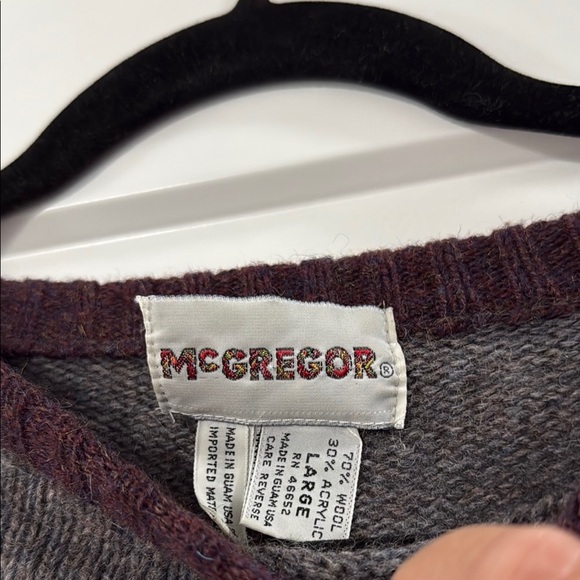 McGREGOR®
MADE IN GUAM USA
IMPORTED
70% WOOL
30% ACRYLIC
LARGE
RN 46652
MADE IN GUAM USA
CARE REVERSE